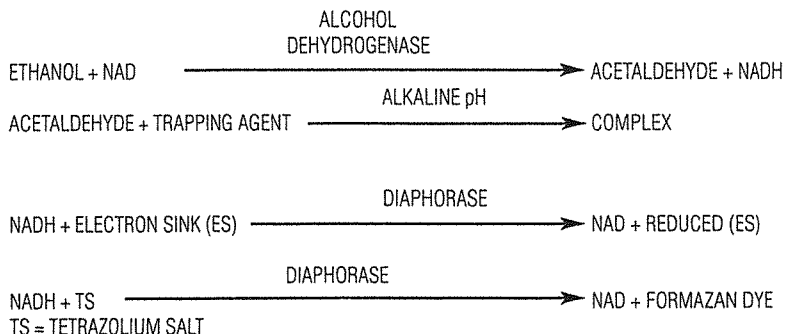 ALCOHOL
DEHYDROGENASE
ETHANOL + NAD ACETALDEHYDE + NADH
ALKALINE pH
ACETALDEHYDE + TRAPPING AGENT COMPLEX
DIAPHORASE
NADH + ELECTRON SINK (ES) NAD + REDUCED (ES)
DIAPHORASE
NADH + TS NAD + FORMAZAN DYE
TS = TETRAZOLIUM SALT